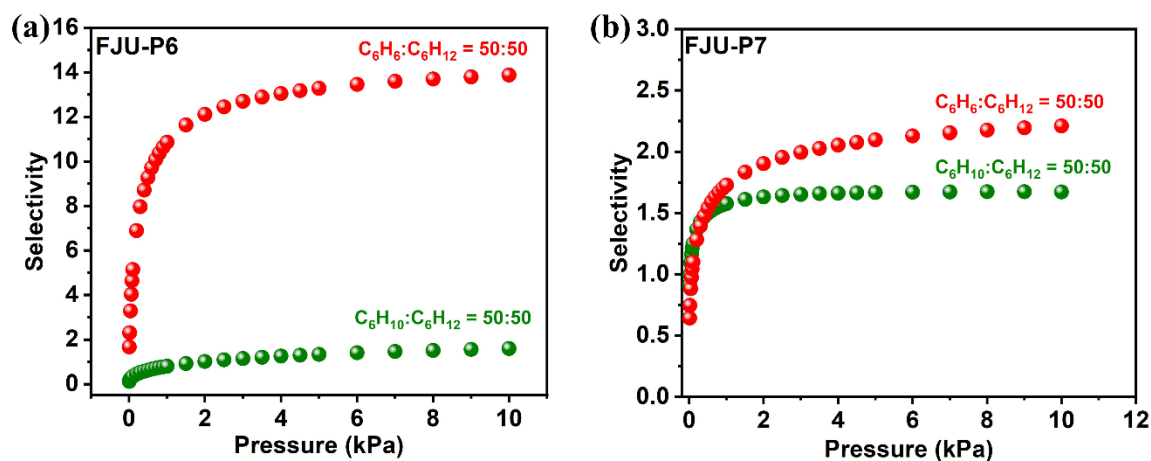 (a)
FJU-P6
C₆H₆:C₆H₁₂ = 50:50
C₆H₁₀:C₆H₁₂ = 50:50
Selectivity
16
14
12
10
8
6
4
2
0
0 2 4 6 8 10
Pressure (kPa)
(b)
FJU-P7
C₆H₆:C₆H₁₂ = 50:50
C₆H₁₀:C₆H₁₂ = 50:50
Selectivity
3.0
2.5
2.0
1.5
1.0
0.5
0.0
0 2 4 6 8 10 12
Pressure (kPa)